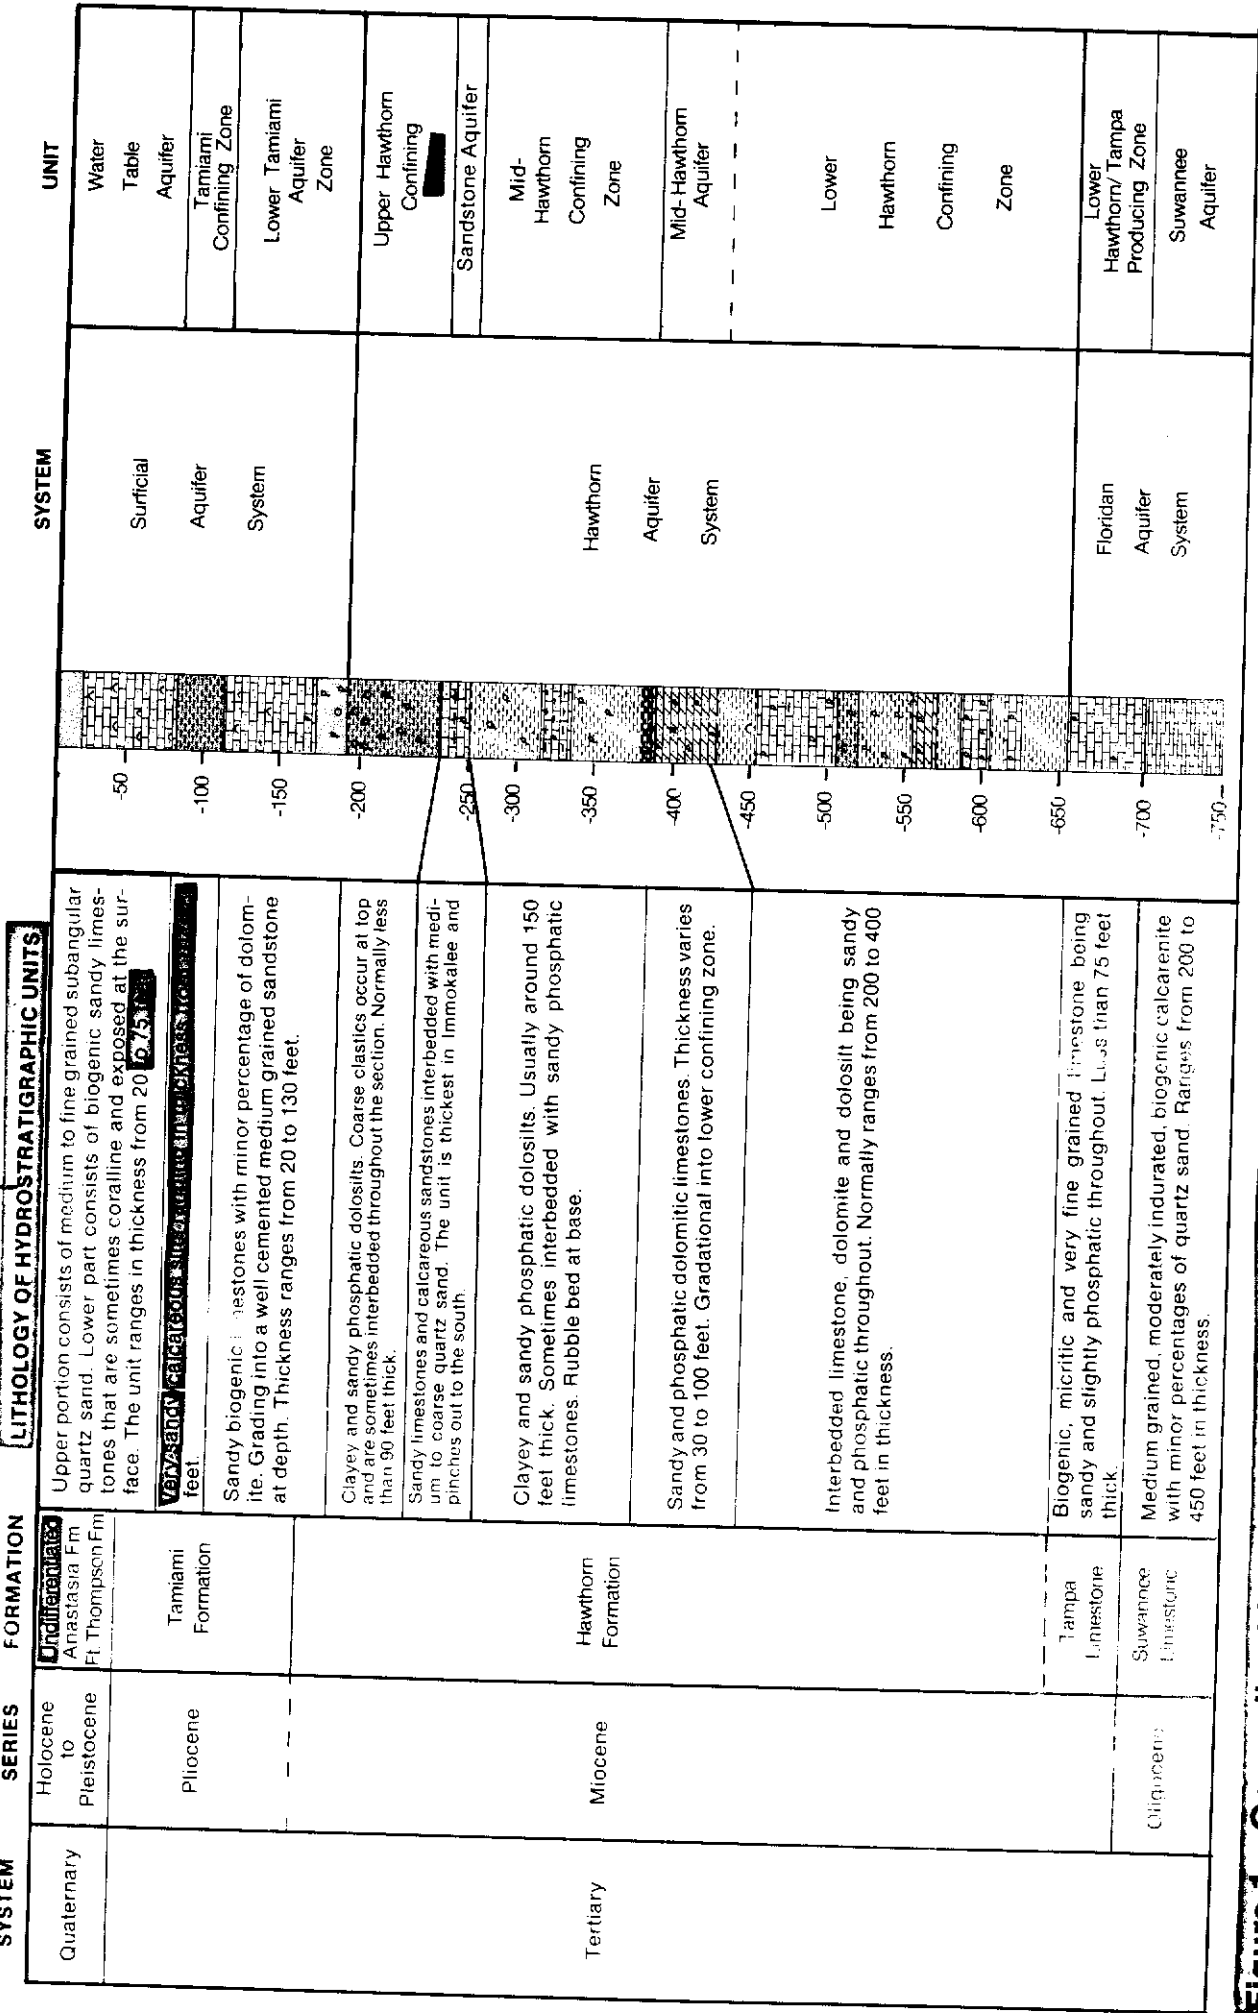 SYSTEM
SERIES
FORMATION
LITHOLOGY OF HYDROSTRATIGRAPHIC UNITS
SYSTEM
UNIT
Quaternary
Holocene
to
Pleistocene
Undifferentiated
Anastasia Fm
Ft. Thompson Fm
Upper portion consists of medium to fine grained subangular
quartz sand. Lower part consists of biogenic sandy limes-
tones that are sometimes coralline and exposed at the sur-
face. The unit ranges in thickness from 20 to 75 feet
Tertiary
Pliocene
Tamiami
Formation
Very sandy calcareous
feet.
Sandy biogenic limestones with minor percentage of dolom-
ite. Grading into a well cemented medium grained sandstone
at depth. Thickness ranges from 20 to 130 feet.
Miocene
Hawthorn
Formation
Clayey and sandy phosphatic dolosilts. Coarse clastics occur at top
and are sometimes interbedded throughout the section. Normally less
than 90 feet thick.
Sandy limestones and calcareous sandstones interbedded with medi-
um to coarse quartz sand. The unit is thickest in Immokalee and
pinches out to the south.
Clayey and sandy phosphatic dolosilts. Usually around 150
feet thick. Sometimes interbedded with sandy phosphatic
limestones. Rubble bed at base.
Sandy and phosphatic dolomitic limestones. Thickness varies
from 30 to 100 feet. Gradational into lower confining zone.
Interbedded limestone, dolomite and dolosift being sandy
and phosphatic throughout. Normally ranges from 200 to 400
feet in thickness.
Tampa
Limestone
Biogenic, micritic and very fine grained limestone being
sandy and slightly phosphatic throughout. Less than 75 feet
thick.
Oligocene
Suwannee
Limestone
Medium grained, moderately indurated, biogenic calcarenite
with minor percentages of quartz sand. Ranges from 200 to
450 feet in thickness.
-50
-100
-150
-200
-250
-300
-350
-400
-450
-500
-550
-600
-650
-700
-750
Surficial
Aquifer
System
Hawthorn
Aquifer
System
Floridan
Aquifer
System
Water
Table
Aquifer
Tamiami
Confining Zone
Lower Tamiami
Aquifer
Zone
Upper Hawthorn
Confining
Sandstone Aquifer
Mid-
Hawthorn
Confining
Zone
Mid-Hawthorn
Aquifer
Lower
Hawthorn
Confining
Zone
Lower
Hawthorn/Tampa
Producing Zone
Suwannee
Aquifer
Figure 1.